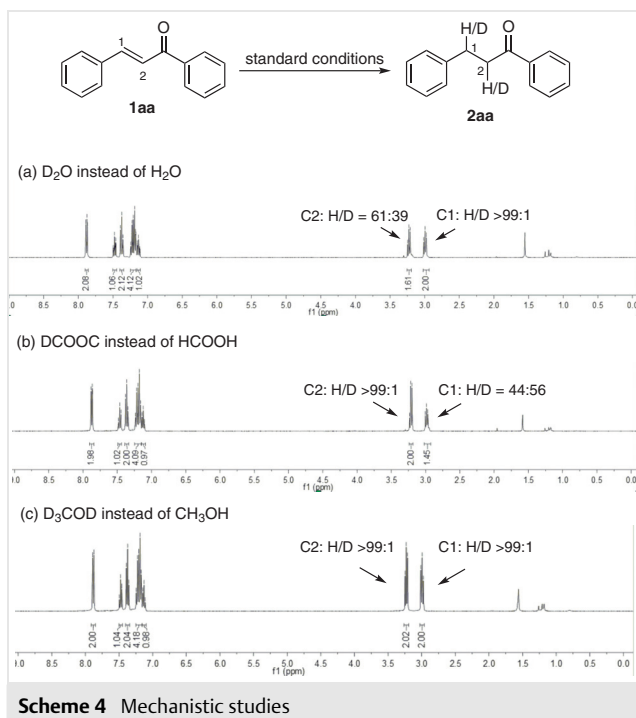 O
1
2
1aa
standard conditions
H/D
O
1
2
H/D
2aa
(a) D₂O instead of H₂O
C2: H/D = 61:39
C1: H/D >99:1
2.08
1.06
2.12
4.12
1.02
1.61
2.00
9.0 8.5 8.0 7.5 7.0 6.5 6.0 5.5 5.0 4.5 4.0 3.5 3.0 2.5 2.0 1.5 1.0 0.5 0.0
f1 (ppm)
(b) DCOOC instead of HCOOH
C2: H/D >99:1
C1: H/D = 44:56
1.98
1.02
2.00
4.09
0.97
2.00
1.45
9.0 8.5 8.0 7.5 7.0 6.5 6.0 5.5 5.0 4.5 4.0 3.5 3.0 2.5 2.0 1.5 1.0 0.5 0.0
f1 (ppm)
(c) D₃COD instead of CH₃OH
C2: H/D >99:1
C1: H/D >99:1
2.00
1.04
2.04
4.18
0.98
2.02
2.00
9.0 8.5 8.0 7.5 7.0 6.5 6.0 5.5 5.0 4.5 4.0 3.5 3.0 2.5 2.0 1.5 1.0 0.5 0.0
f1 (ppm)
Scheme 4 Mechanistic studies